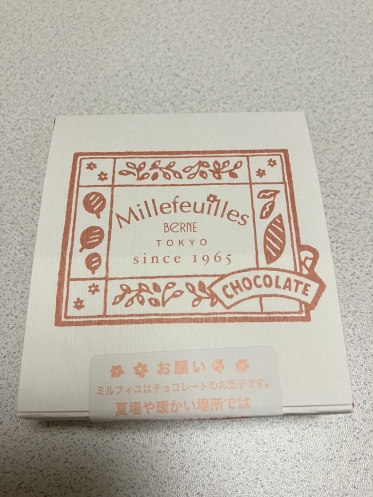 Millefeuilles
BERNE
TOKYO
since 1965
CHOCOLATE
お願い
ミルフィユはチョコレートのお菓子です。
夏場や暖かい場所では